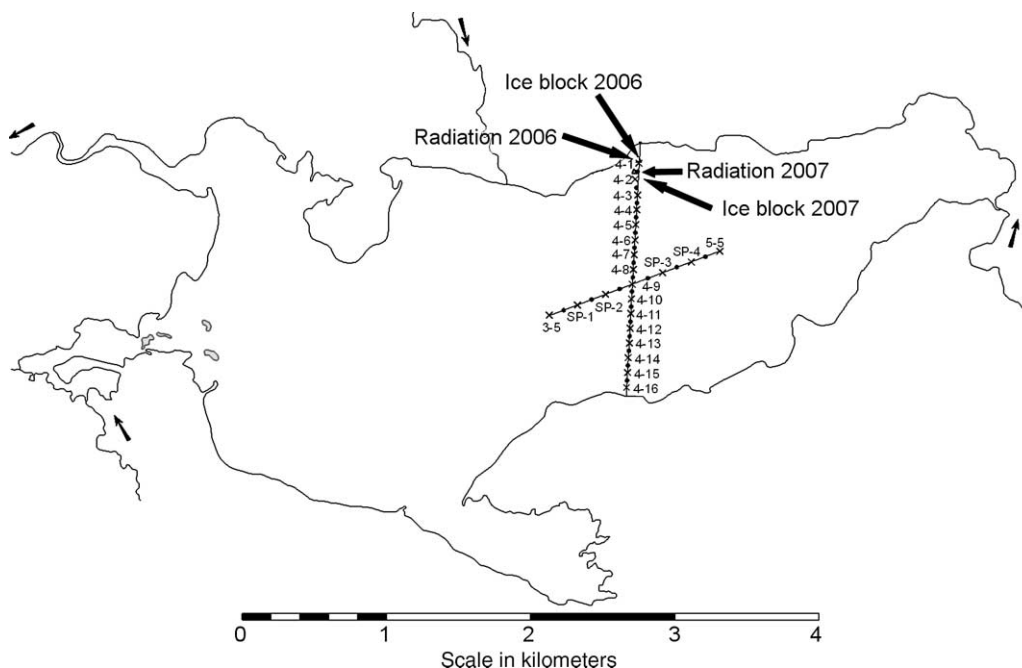 Ice block 2006
Radiation 2006
4-1
Radiation 2007
4-2
Ice block 2007
4-3
4-4
4-5
4-6
4-7
4-8
5-5
SP-4
SP-3
4-9
SP-2
SP-1
3-5
4-10
4-11
4-12
4-13
4-14
4-15
4-16
0 1 2 3 4
Scale in kilometers